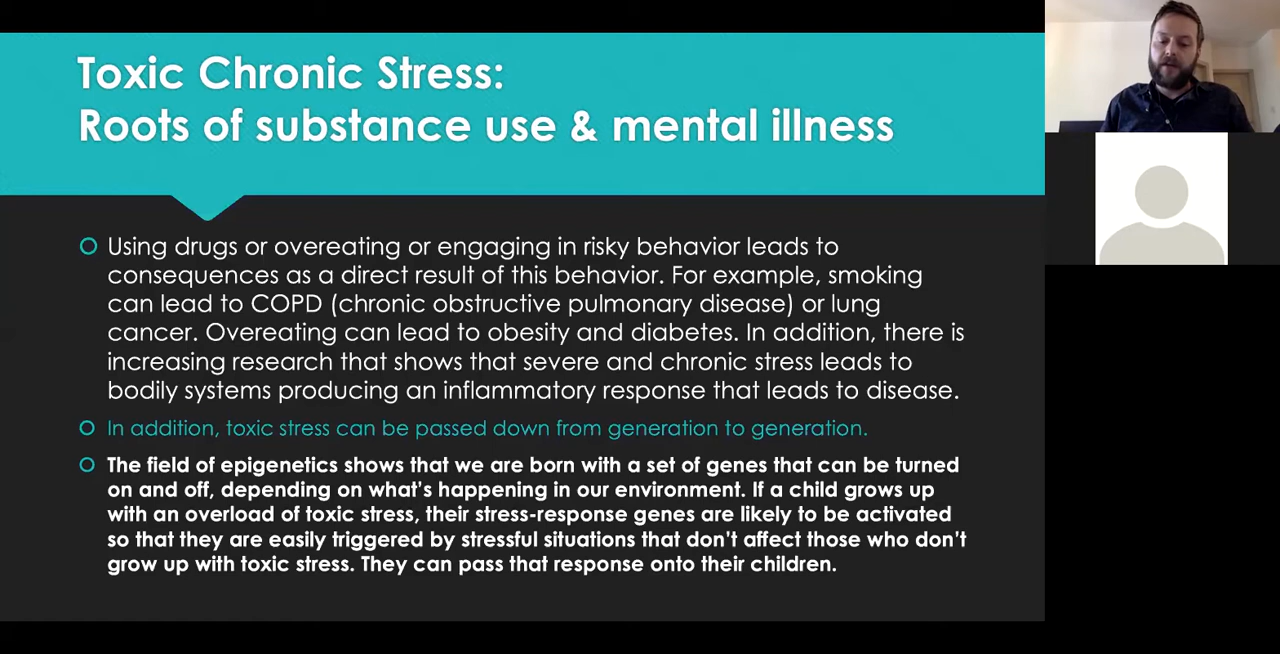 Toxic Chronic Stress:
Roots of substance use & mental illness
Using drugs or overeating or engaging in risky behavior leads to
consequences as a direct result of this behavior. For example, smoking
can lead to COPD (chronic obstructive pulmonary disease) or lung
cancer. Overeating can lead to obesity and diabetes. In addition, there is
increasing research that shows that severe and chronic stress leads to
bodily systems producing an inflammatory response that leads to disease.
In addition, toxic stress can be passed down from generation to generation.
The field of epigenetics shows that we are born with a set of genes that can be turned
on and off, depending on what's happening in our environment. If a child grows up
with an overload of toxic stress, their stress-response genes are likely to be activated
so that they are easily triggered by stressful situations that don't affect those who don't
grow up with toxic stress. They can pass that response onto their children.